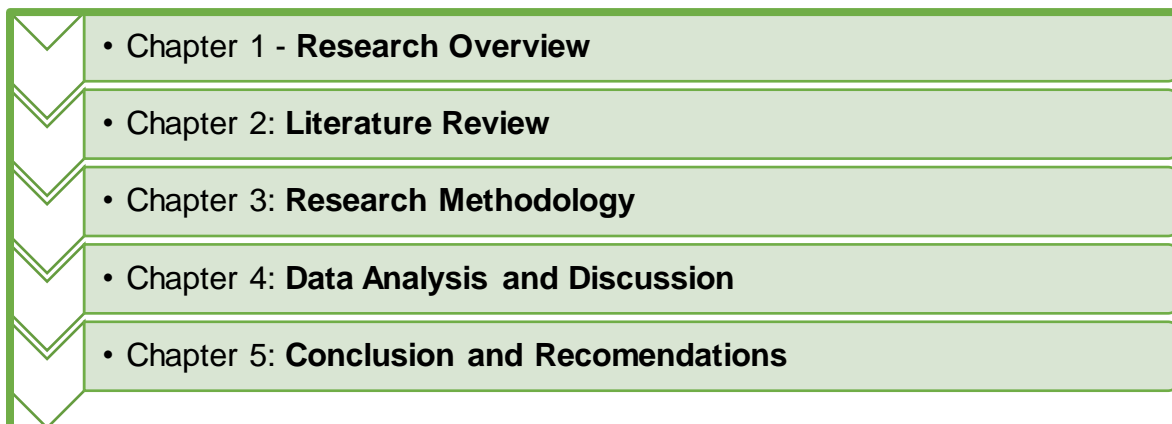 • Chapter 1 - Research Overview
• Chapter 2: Literature Review
• Chapter 3: Research Methodology
• Chapter 4: Data Analysis and Discussion
• Chapter 5: Conclusion and Recomendations